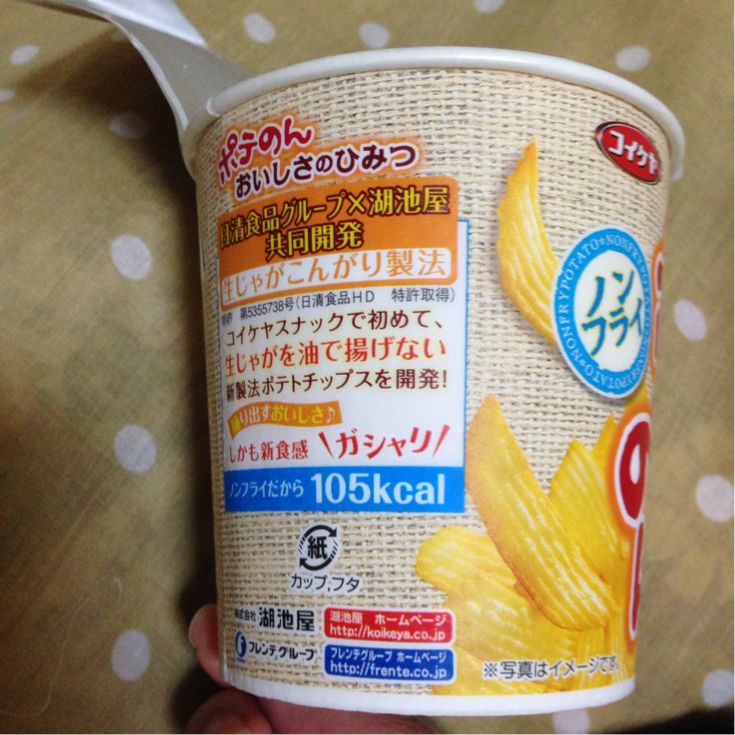 ポテのん
おいしさのひみつ
日清食品グループ×湖池屋
共同開発
生じゃがこんがり製法
特許 第5355738号(日清食品HD 特許取得)
コイケヤスナックで初めて、
生じゃがを油で揚げない
新製法ポテトチップスを開発!
おいしさ♪
しかも新食感 \ガシャリ/
ノンフライだから 105kcal
紙
カップ,フタ
株式会社 湖池屋
湖池屋 ホームページ
http://koikeya.co.jp
フレンテグループ
フレンテグループ ホームページ
http://frente.co.jp
コイケヤ
NONFRYPOTATO
ノン
フライ
※写真はイメージです。